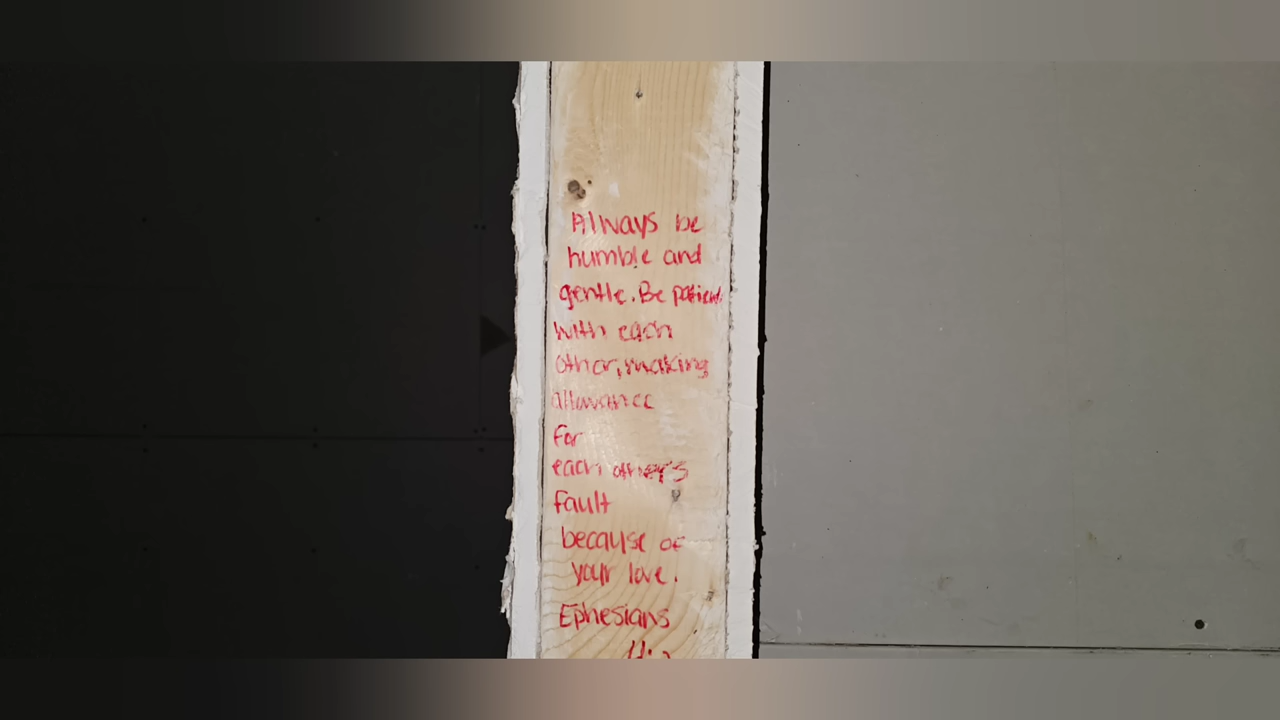 Always be
humble and
gentle. Be patient
with each
other, making
allowance
for
each other's
fault
because of
your love.
Ephesians